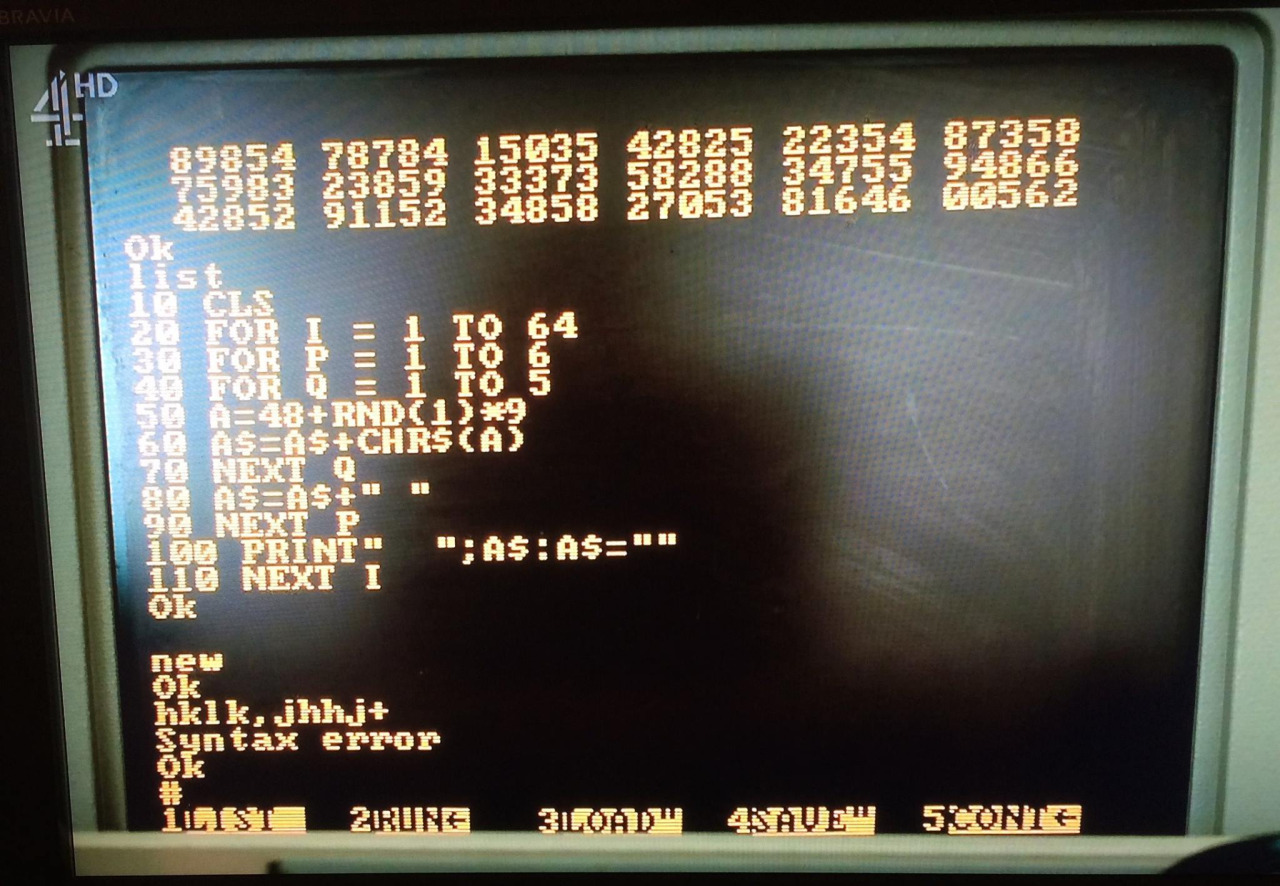 BRAVIA
4 HD
89854 78784 15035 42825 22354 87358
75983 23859 33373 58288 34755 94866
42852 91152 34858 27053 81646 00562
Ok
list
10 CLS
20 FOR I = 1 TO 64
30 FOR P = 1 TO 6
40 FOR Q = 1 TO 5
50 A=48+RND(1)*9
60 A$=A$+CHR$(A)
70 NEXT Q
80 A$=A$+" "
90 NEXT P
100 PRINT"   ";A$:A$=""
110 NEXT I
Ok
new
Ok
hklk,jhhj+
Syntax error
Ok
#
1LIST 2RUN← 3LOAD" 4SAVE" 5CONT←